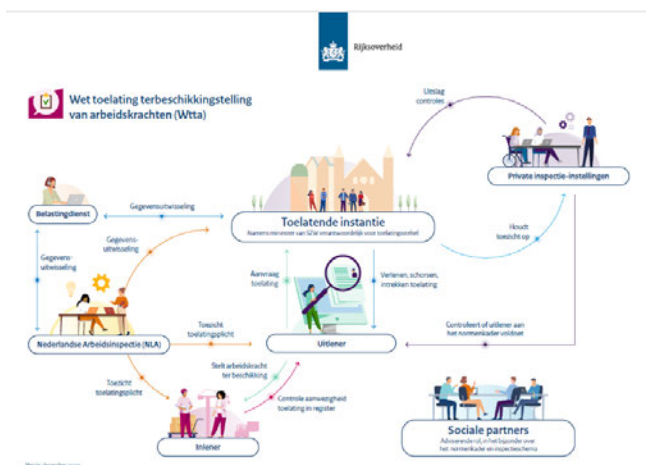 Rijksoverheid
Wet toelating terbeschikkingstelling
van arbeidskrachten (Wtta)
Uitslag
controles
Private inspectie-instellingen
Belastingdienst
Gegevensuitwisseling
Toelatende instantie
Namens minister van SZW verantwoordelijk voor toelatingsstelsel
Gegevens-
uitwisseling
Houdt
toezicht op
Gegevens-
uitwisseling
Aanvraag
toelating
Verlenen, schorsen,
intrekken toelating
Toezicht
toelatingsplicht
Controleert of uitlener aan
het normenkader voldoet
Nederlandse Arbeidsinspectie (NLA)
Uitlener
Stelt arbeidskracht
ter beschikking
Toezicht
toelatingsplicht
Controle aanwezigheid
toelating in register
Inlener
Sociale partners
Adviserende rol, in het bijzonder over
het normenkader en inspectieschema